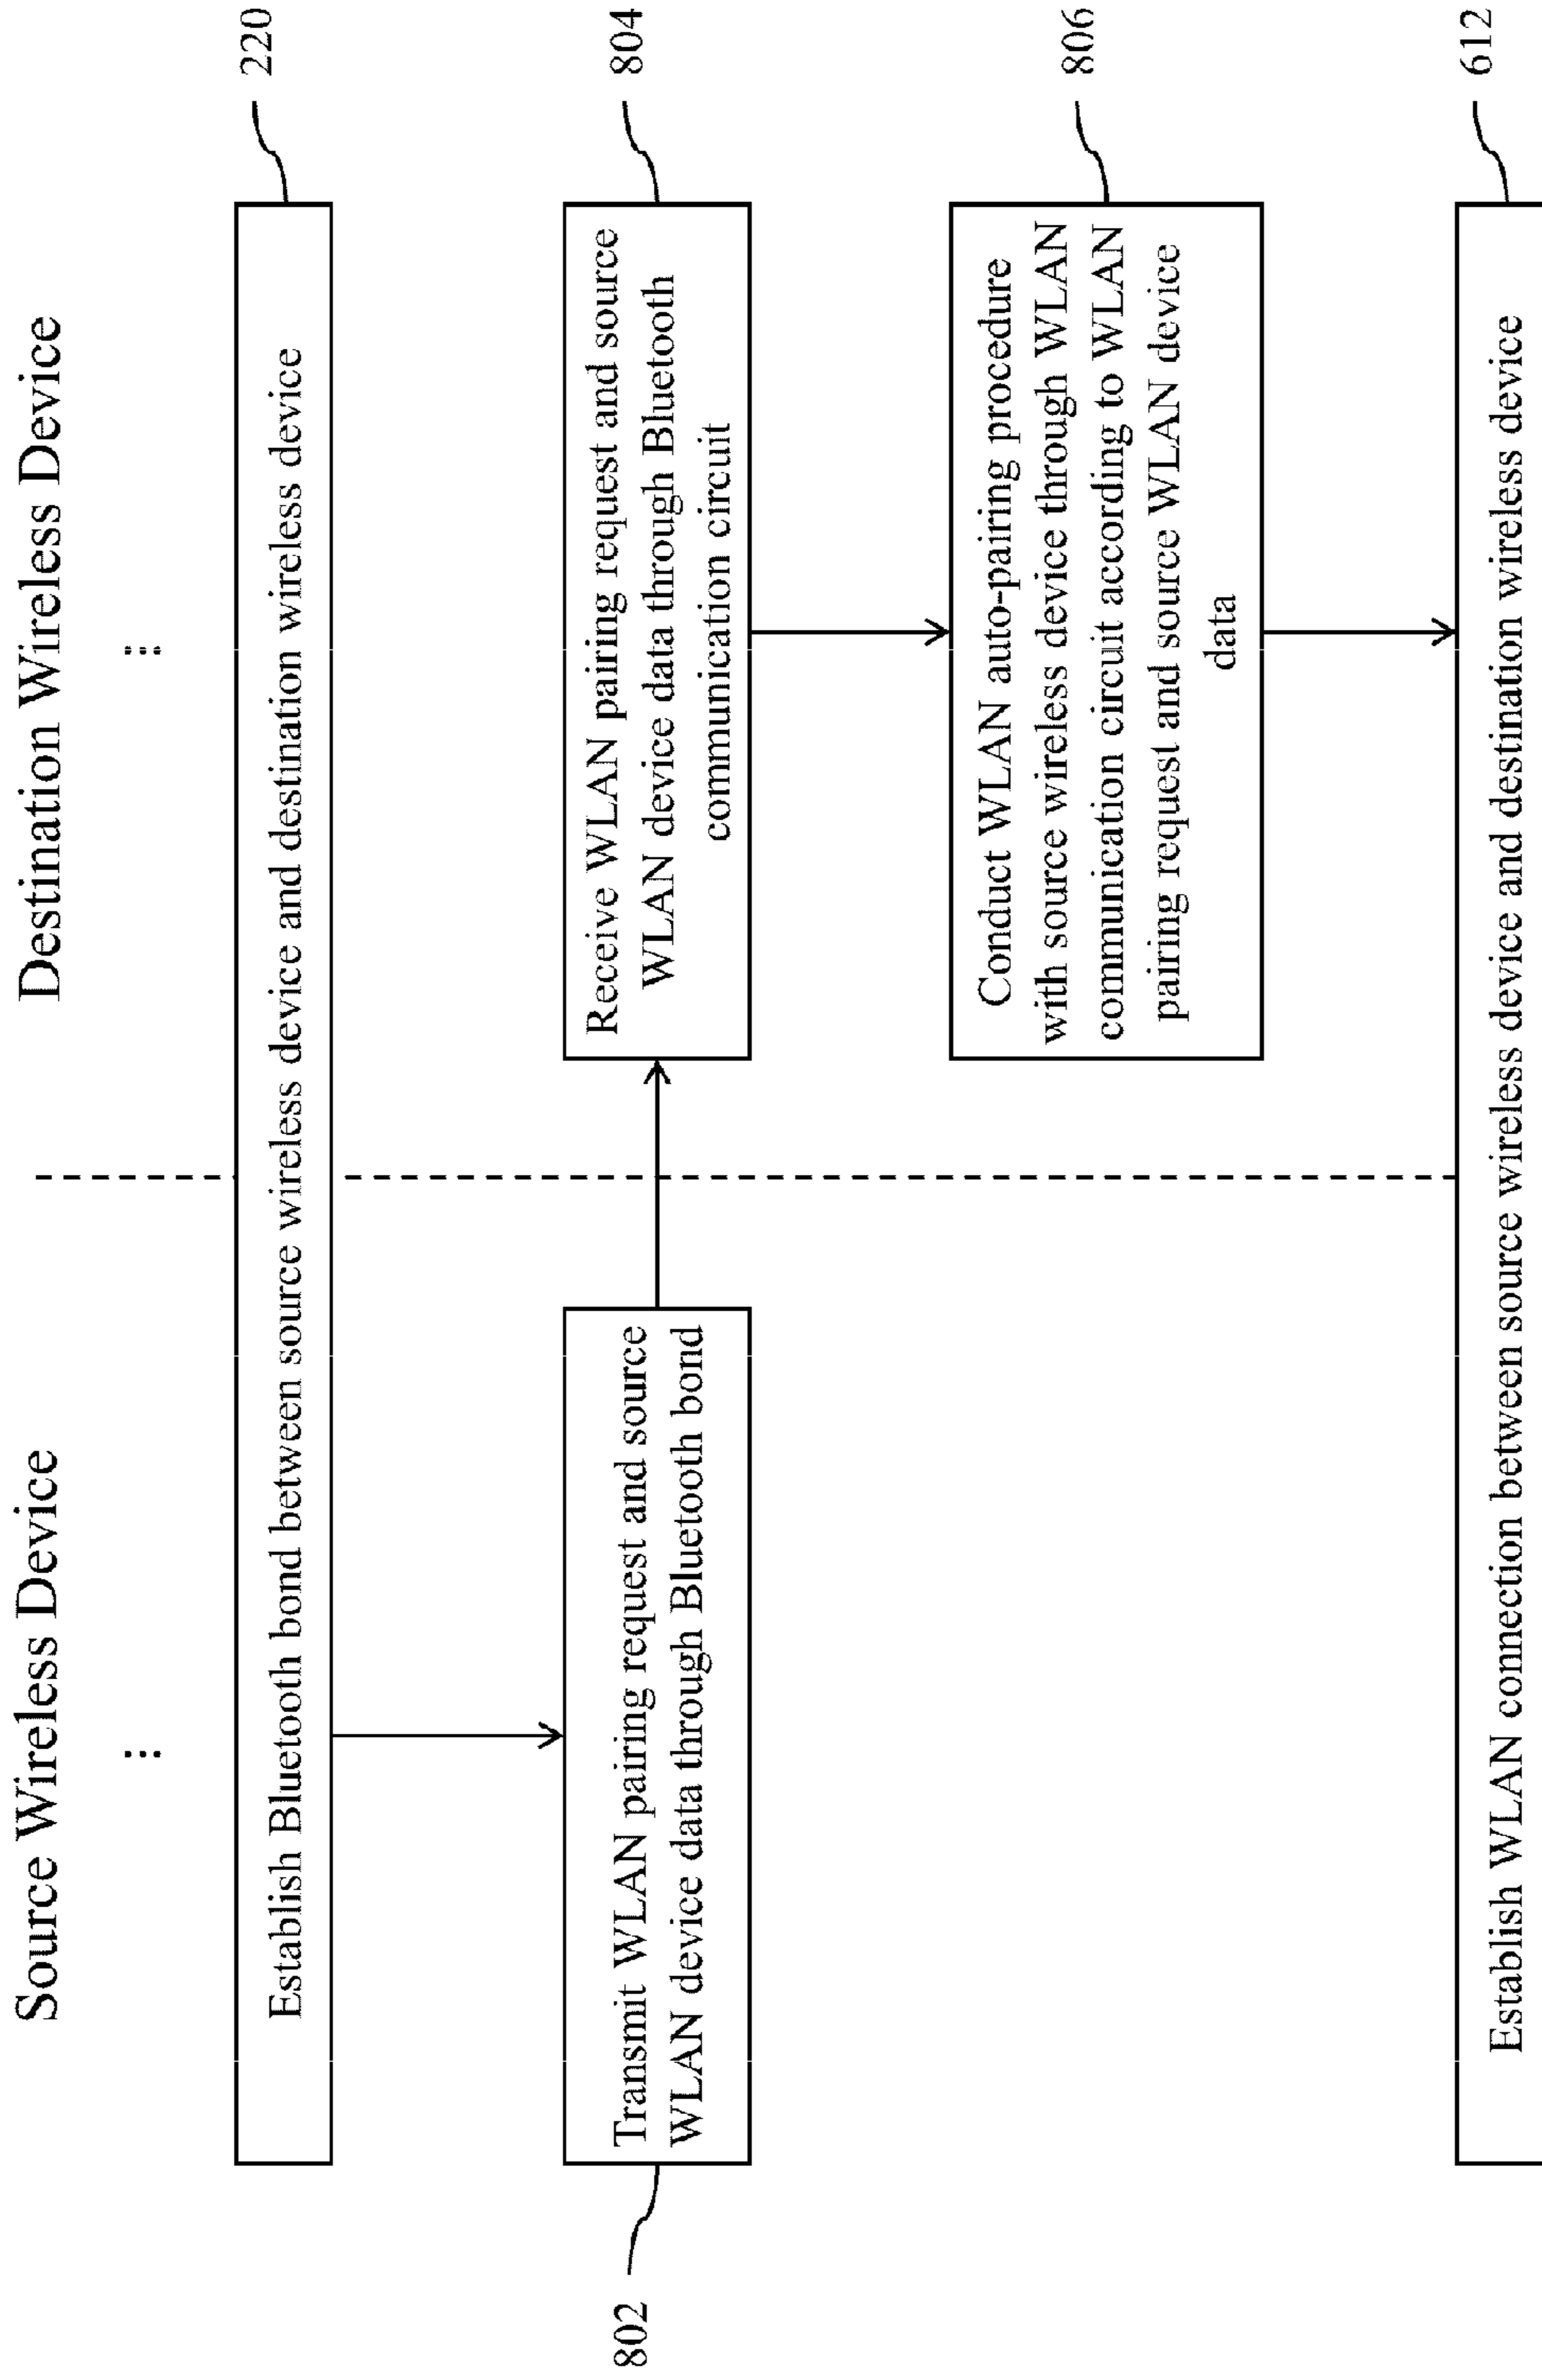 Source Wireless Device
Destination Wireless Device
...
...
Establish Bluetooth bond between source wireless device and destination wireless device
220
802
Transmit WLAN pairing request and source
WLAN device data through Bluetooth bond
Receive WLAN pairing request and source
WLAN device data through Bluetooth
communication circuit
804
Conduct WLAN auto-pairing procedure
with source wireless device through WLAN
communication circuit according to WLAN
pairing request and source WLAN device
data
806
Establish WLAN connection between source wireless device and destination wireless device
612